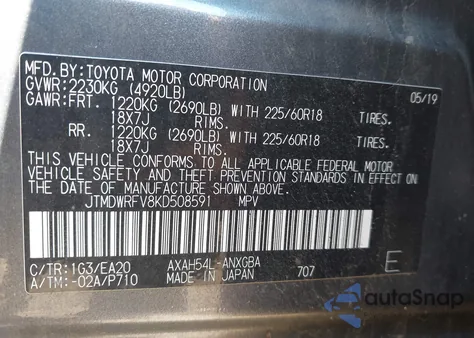 MFD.BY:TOYOTA MOTOR CORPORATION 05/19
GVWR:2230KG (4920LB)
GAWR:FRT. 1220KG (2690LB) WITH 225/60R18 TIRES.
18X7J RIMS.
RR. 1220KG (2690LB) WITH 225/60R18 TIRES.
18X7J RIMS.
THIS VEHICLE CONFORMS TO ALL APPLICABLE FEDERAL MOTOR
VEHICLE SAFETY AND THEFT PREVENTION STANDARDS IN EFFECT
ON THE DATE OF MANUFACTURE SHOWN ABOVE.
JTMDWRFV8KD508591 MPV
C/TR:1G3/EA20 AXAH54L-ANXGBA E
A/TM:-02A/P710 MADE IN JAPAN 707
autoSnap